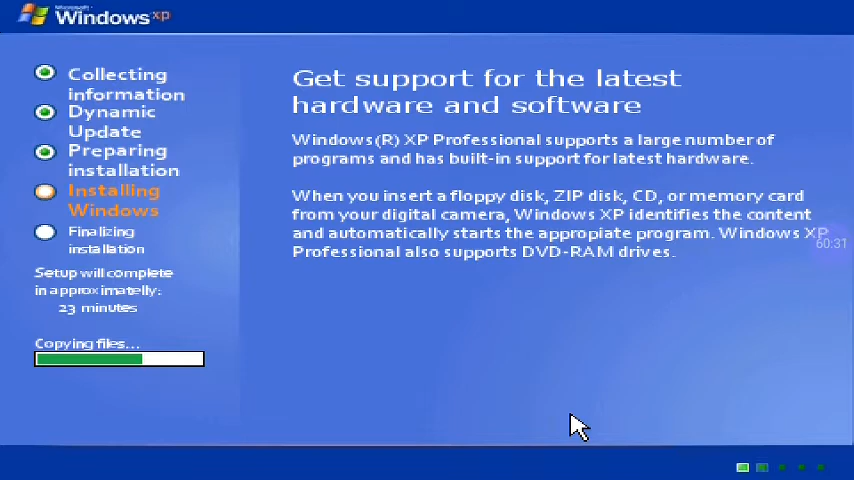 Microsoft
Windows xp
Collecting
information
Dynamic
Update
Preparing
installation
Installing
Windows
Finalizing
installation
Setup will complete
in approximatelly:
23 minutes
Copying files...
Get support for the latest
hardware and software
Windows(R) XP Professional supports a large number of
programs and has built-in support for latest hardware.
When you insert a floppy disk, ZIP disk, CD, or memory card
from your digital camera, Windows XP identifies the content
and automatically starts the appropiate program. Windows XP
Professional also supports DVD-RAM drives.
60:31